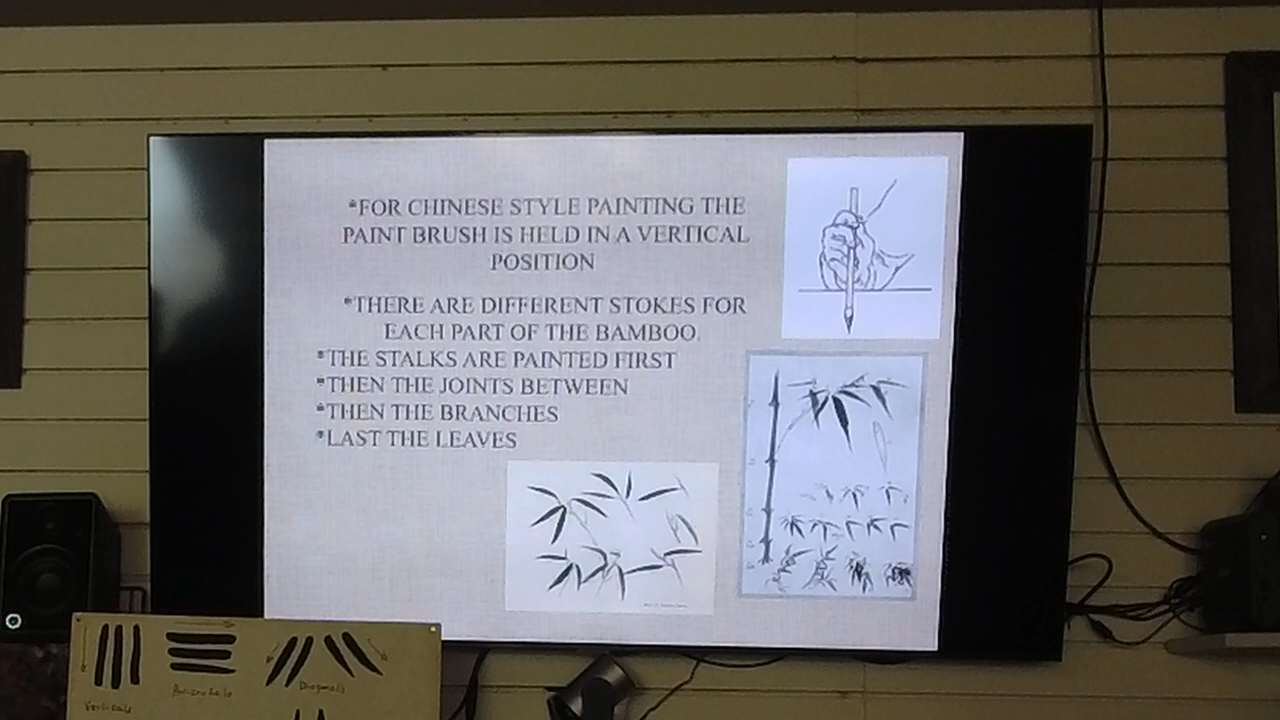 *FOR CHINESE STYLE PAINTING THE
PAINT BRUSH IS HELD IN A VERTICAL
POSITION
*THERE ARE DIFFERENT STOKES FOR
EACH PART OF THE BAMBOO
*THE STALKS ARE PAINTED FIRST
*THEN THE JOINTS BETWEEN
*THEN THE BRANCHES
*LAST THE LEAVES
Verticals
Diagonals